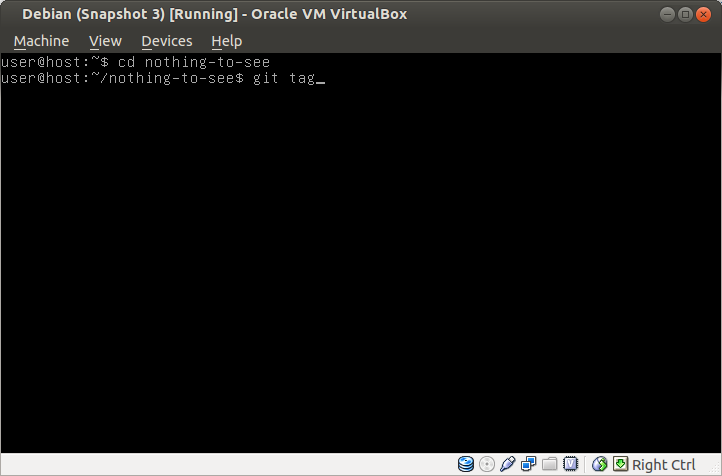 Debian (Snapshot 3) [Running] - Oracle VM VirtualBox
Machine View Devices Help
user@host:~$ cd nothing-to-see
user@host:~/nothing-to-see$ git tag_
Right Ctrl